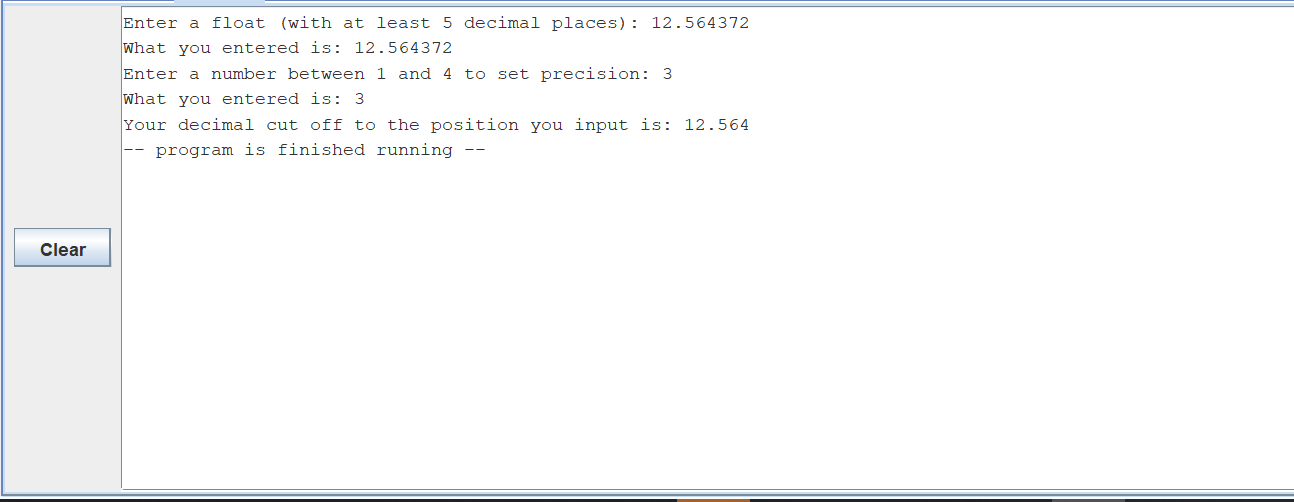 Enter a float (with at least 5 decimal places): 12.564372
What you entered is: 12.564372
Enter a number between 1 and 4 to set precision: 3
What you entered is: 3
Your decimal cut off to the position you input is: 12.564
-- program is finished running --
Clear